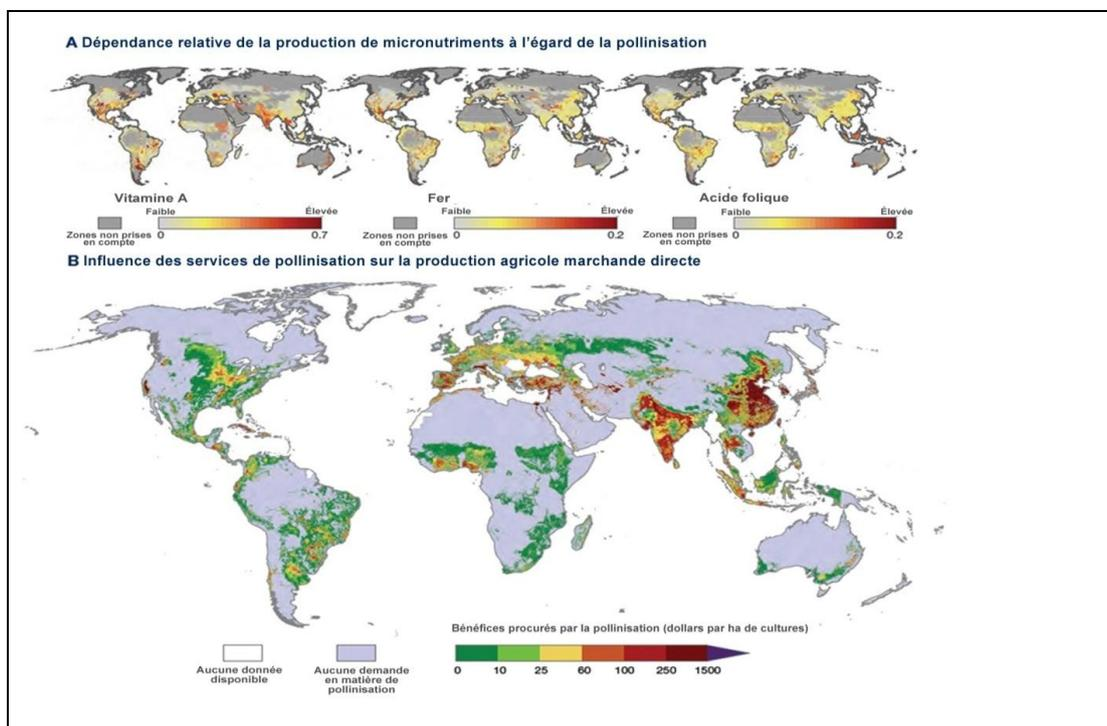 A Dépendance relative de la production de micronutriments à l’égard de la pollinisation
Vitamine A
Zones non prises
en compte
Faible
Élevée
0
0.7
Fer
Zones non prises
en compte
Faible
Élevée
0
0.2
Acide folique
Zones non prises
en compte
Faible
Élevée
0
0.2
B Influence des services de pollinisation sur la production agricole marchande directe
Aucune donnée
disponible
Aucune demande
en matière de
pollinisation
Bénéfices procurés par la pollinisation (dollars par ha de cultures)
0 10 25 60 100 250 1500